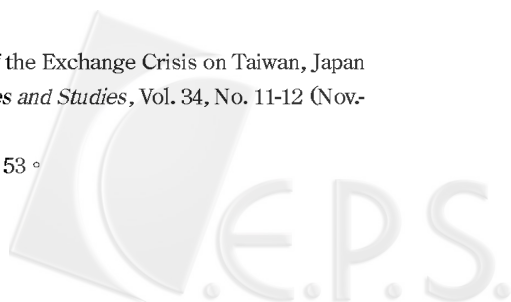 f the Exchange Crisis on Taiwan, Japan
es and Studies, Vol. 34, No. 11-12 (Nov.-
53。
C.E.P.S.